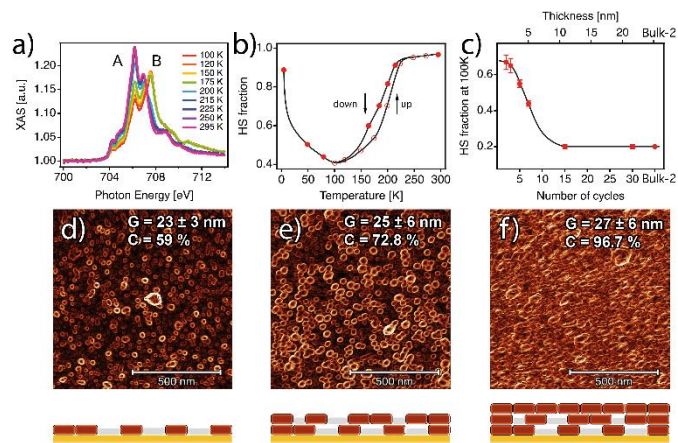 a)
A
B
100 K
120 K
150 K
175 K
200 K
215 K
225 K
250 K
295 K
XAS [a.u.]
1.20
1.15
1.10
1.05
1.00
700
704
708
712
Photon Energy [eV]
b)
HS fraction
1.0
0.8
0.6
0.4
down
up
0
50
100
150
200
250
300
Temperature [K]
c)
Thickness [nm]
5
10
15
20
Bulk-2
HS fraction at 100K
0.6
0.4
0.2
5
10
15
20
25
30
Bulk-2
Number of cycles
d)
G = 23 ± 3 nm
C = 59 %
500 nm
e)
G = 25 ± 6 nm
C = 72.8 %
500 nm
f)
G = 27 ± 6 nm
C = 96.7 %
500 nm